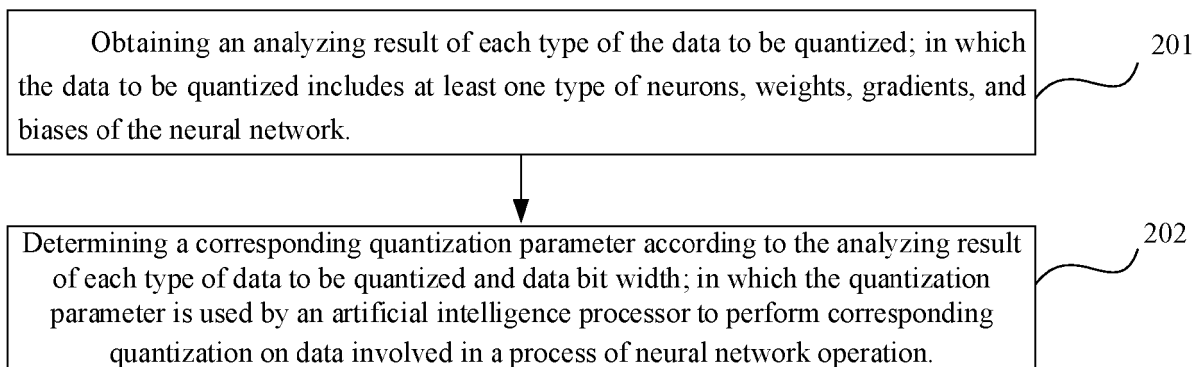 Obtaining an analyzing result of each type of the data to be quantized; in which
the data to be quantized includes at least one type of neurons, weights, gradients, and
biases of the neural network.
201
Determining a corresponding quantization parameter according to the analyzing result
of each type of data to be quantized and data bit width; in which the quantization
parameter is used by an artificial intelligence processor to perform corresponding
quantization on data involved in a process of neural network operation.
202